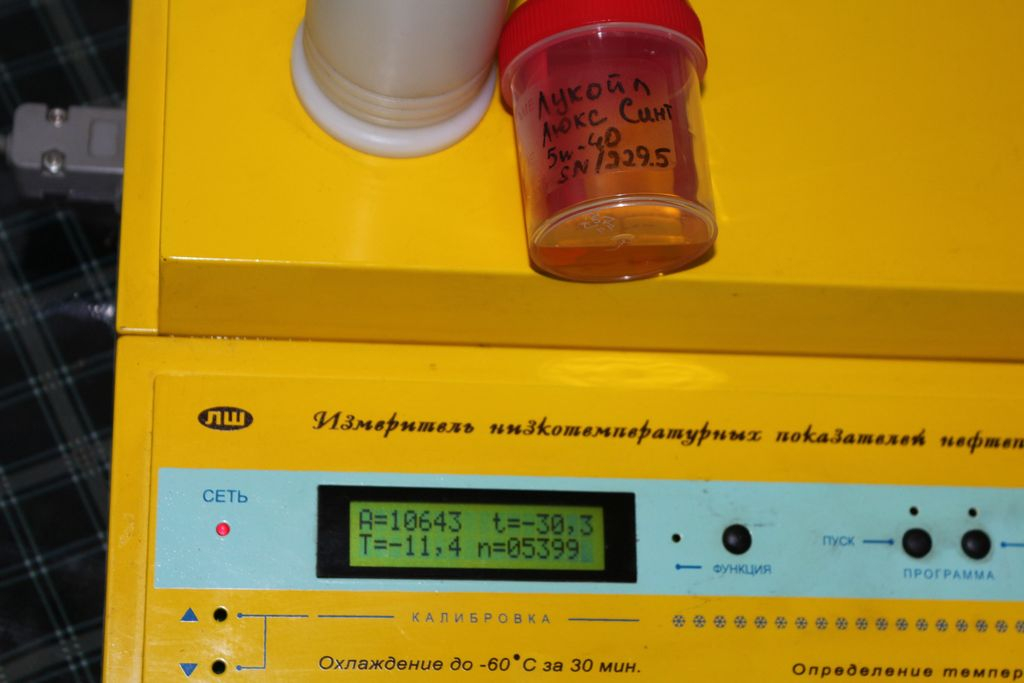 Лукойл
Люкс Синт
5w-40
SN/229.5
ЛШ
Измеритель низкотемпературных показателей нефтеп
СЕТЬ
A=10643 t=-30,3
T=-11,4 n=05399
ФУНКЦИЯ
ПУСК
ПРОГРАММА
КАЛИБРОВКА
Охлаждение до -60° С за 30 мин.
Определение темпер